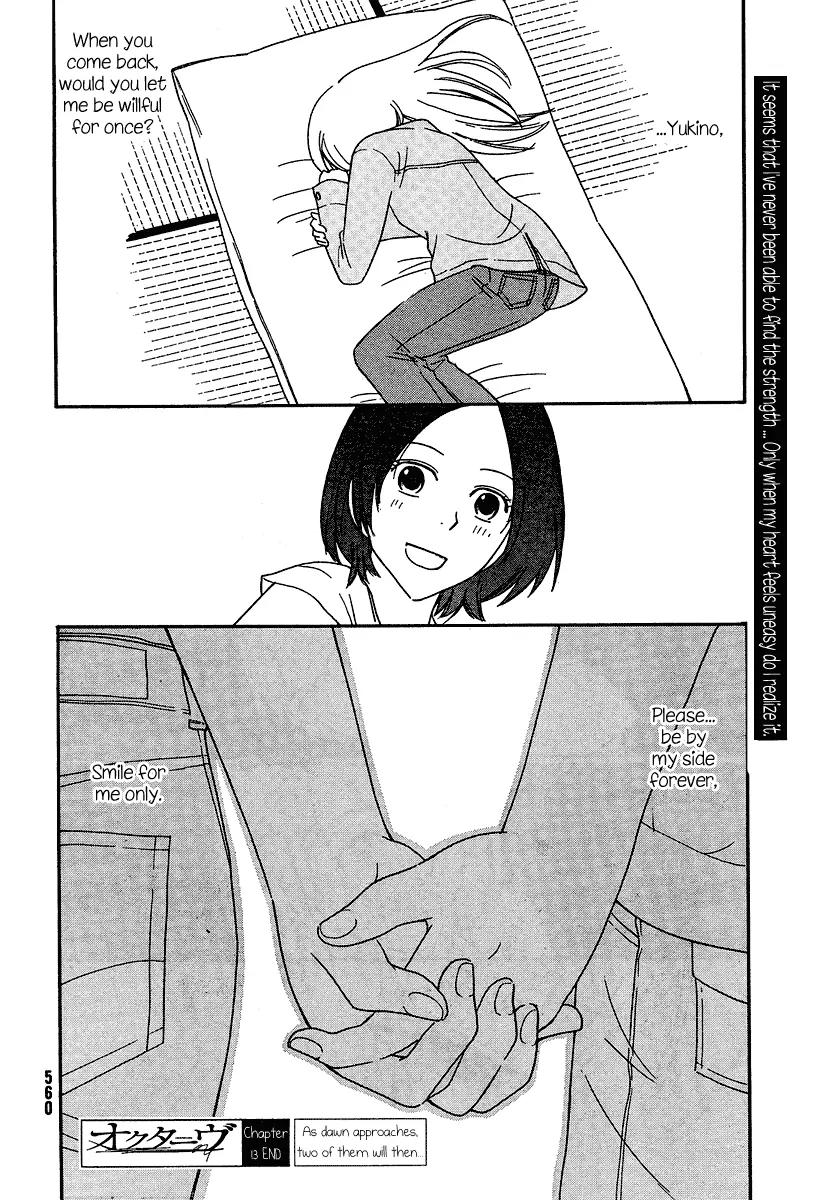 ...Yukino,
When you
come back,
would you let
me be willful
for once?
It seems that I've never been able to find the strength ... Only when my heart feels uneasy do I realize it.
Please...
be by
my side
forever,
Smile for
me only.
560
オクターヴ
Chapter
13 END
As dawn approaches,
two of them will then...